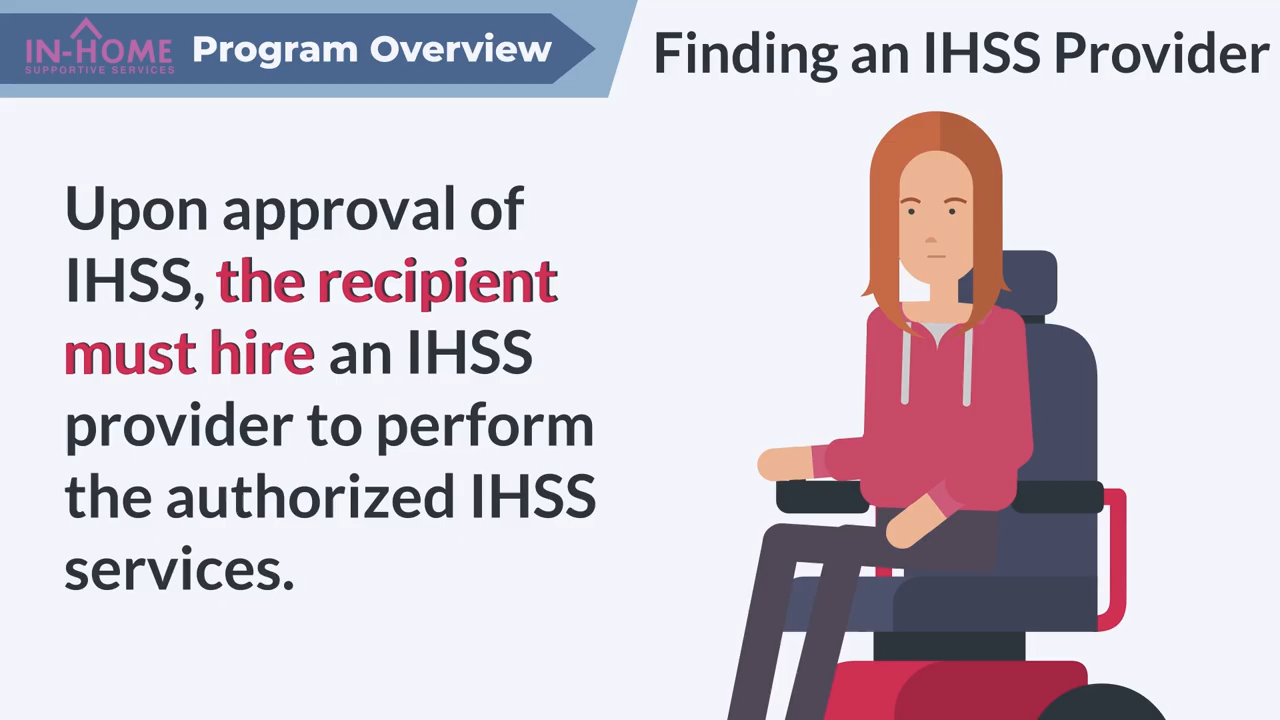 IN-HOME
SUPPORTIVE SERVICES
Program Overview
Finding an IHSS Provider
Upon approval of
IHSS, the recipient
must hire an IHSS
provider to perform
the authorized IHSS
services.